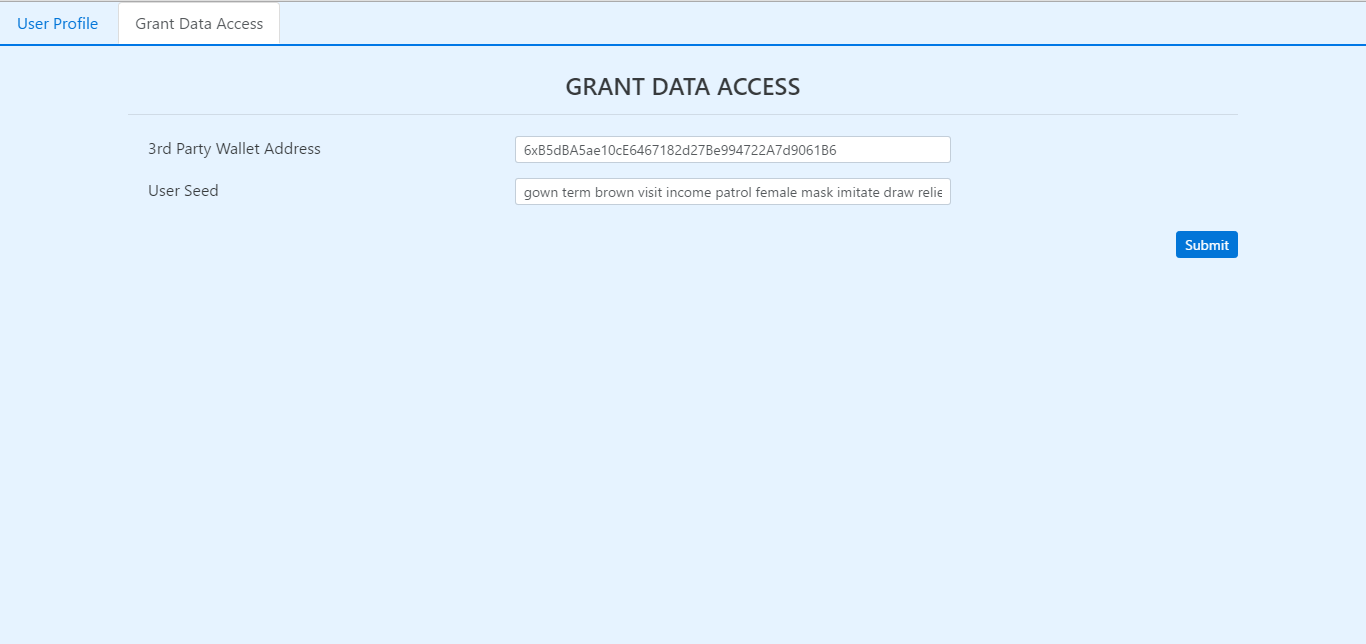 User Profile
Grant Data Access
GRANT DATA ACCESS
3rd Party Wallet Address
6xB5dBA5ae10cE6467182d27Be994722A7d9061B6
User Seed
gown term brown visit income patrol female mask imitate draw relie
Submit